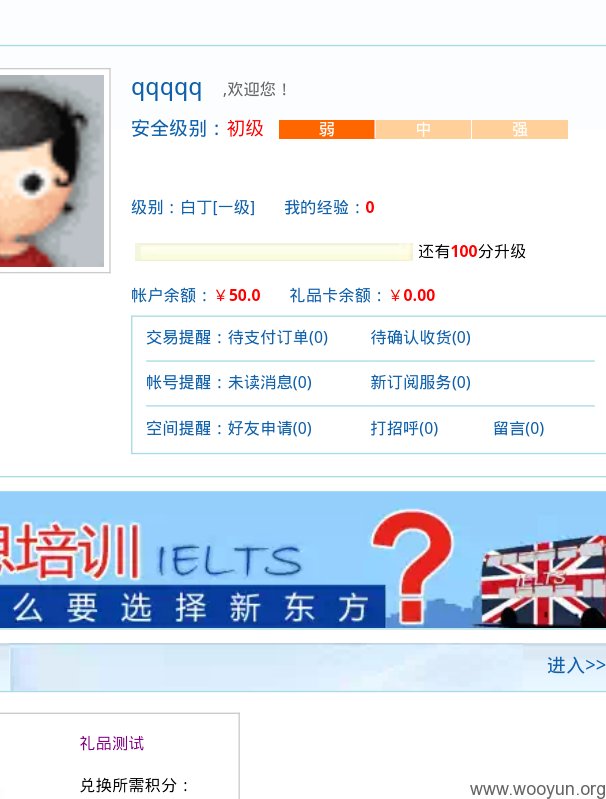 qqqqq ,欢迎您！
安全级别：初级 弱 中 强
级别：白丁[一级] 我的经验：0
还有100分升级
帐户余额：￥50.0 礼品卡余额：￥0.00
交易提醒：待支付订单(0) 待确认收货(0)
帐号提醒：未读消息(0) 新订阅服务(0)
空间提醒：好友申请(0) 打招呼(0) 留言(0)
思培训 IELTS ?
么要选择新东方
IELTS
进入>>
礼品测试
兑换所需积分：
www.wooyun.org